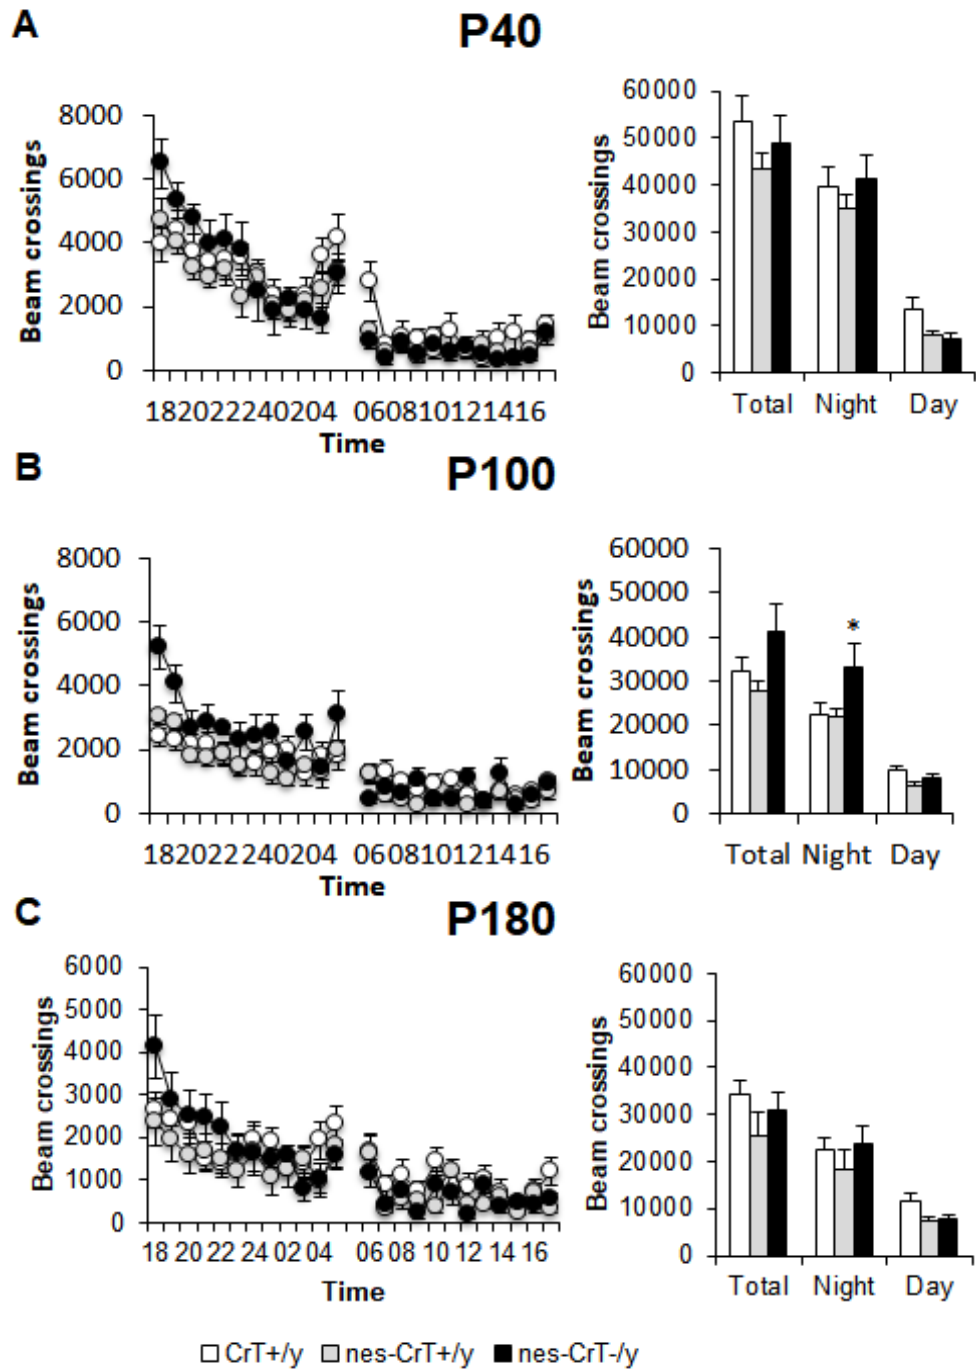 A
P40
Beam crossings
8000
6000
4000
2000
0
18202224020406081012141 6
Time
Beam crossings
60000
50000
40000
30000
20000
10000
0
Total Night Day
B
P100
Beam crossings
8000
6000
4000
2000
0
18202224020406081012141 6
Time
Beam crossings
60000
50000
40000
30000
20000
10000
0
*
Total Night Day
C
P180
Beam crossings
6000
5000
4000
3000
2000
1000
0
18 20 22 24 02 04 06 08 10 12 14 16
Time
Beam crossings
60000
50000
40000
30000
20000
10000
0
Total Night Day
CrT+/y nes-CrT+/y nes-CrT-/y